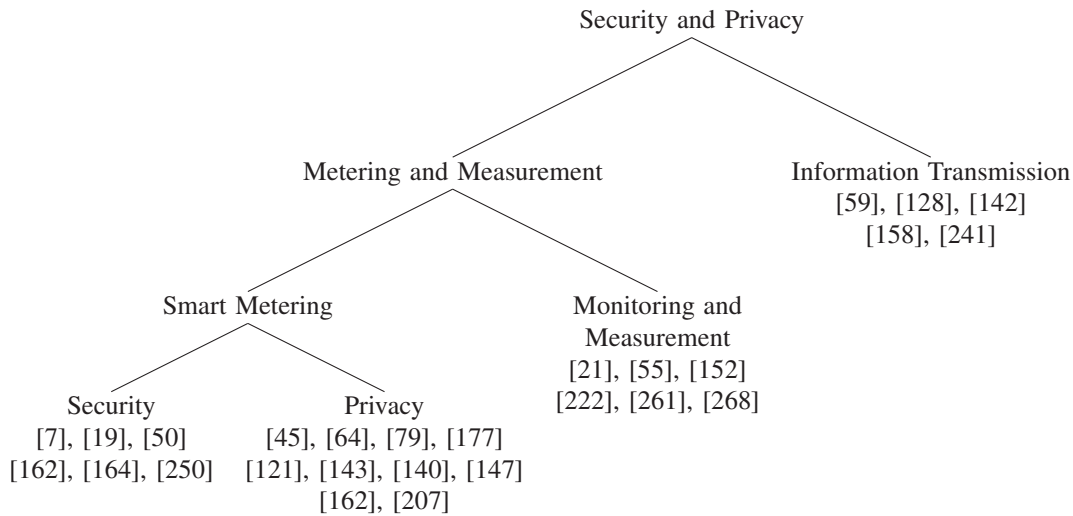 Security and Privacy
Metering and Measurement
Information Transmission
[59], [128], [142]
[158], [241]
Smart Metering
Monitoring and
Measurement
[21], [55], [152]
[222], [261], [268]
Security
[7], [19], [50]
[162], [164], [250]
Privacy
[45], [64], [79], [177]
[121], [143], [140], [147]
[162], [207]